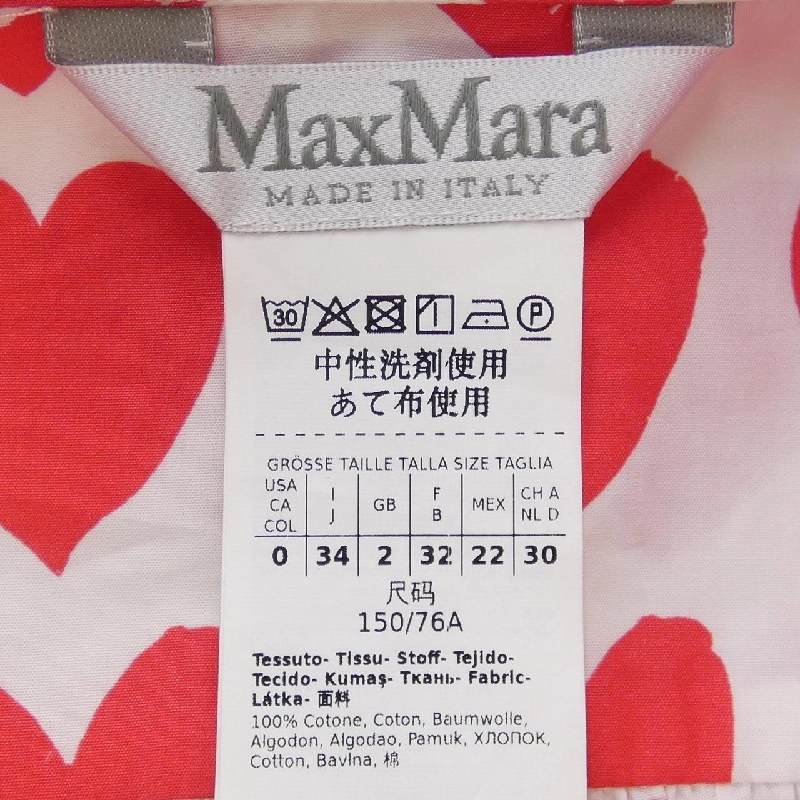 MaxMara
MADE IN ITALY
30 P
中性洗剤使用
あて布使用
GRÖSSE TAILLE TALLA SIZE TAGLIA
USA CA COL I J GB F B MEX CH A NL D
0 34 2 32 22 30
尺码
150/76A
Tessuto- Tissu- Stoff- Tejido-
Tecido- Kumaş- Ткань- Fabric-
Látka- 面料
100% Cotone, Coton, Baumwolle,
Algodon, Algodao, Pamuk, ХЛОПОК,
Cotton, Bavlna, 棉